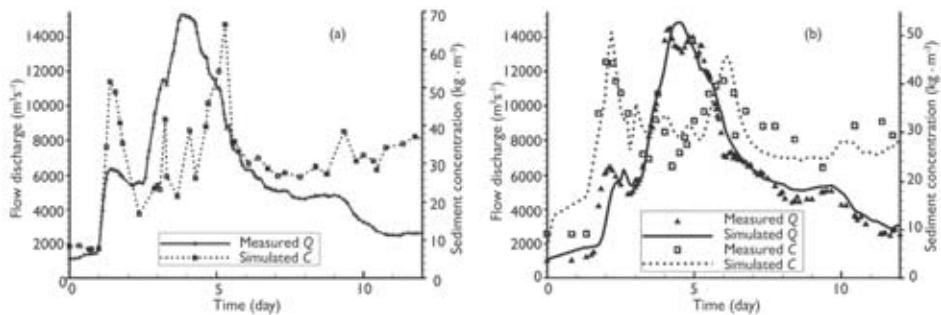 (a)
Flow discharge (m³s⁻¹)
14000
12000
10000
8000
6000
4000
2000
0
70
60
50
40
30
20
10
0
Sediment concentration (kg · m⁻³)
Measured Q
Simulated C
0
5
10
Time (day)
(b)
Flow discharge (m³s⁻¹)
14000
12000
10000
8000
6000
4000
2000
0
50
40
30
20
10
0
Sediment concentration (kg · m⁻³)
Measured Q
Simulated Q
Measured C
Simulated C
0
5
10
Time (day)